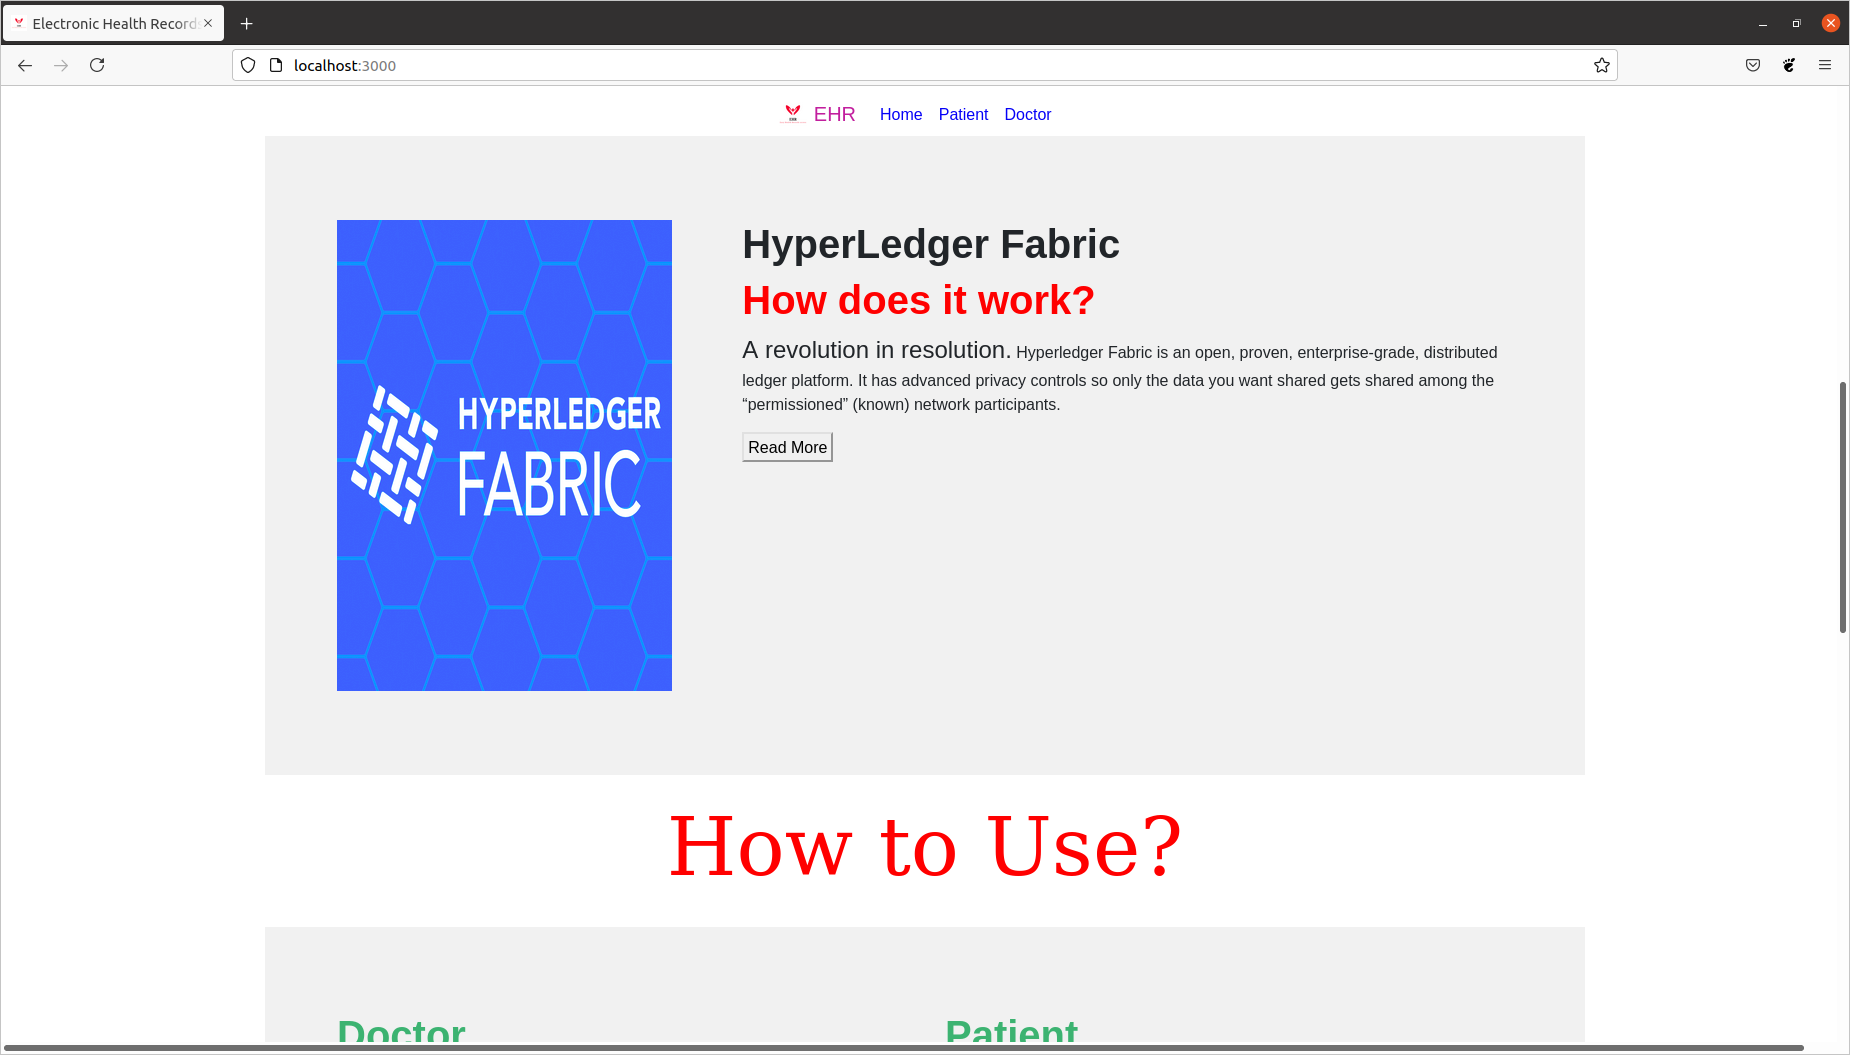 Electronic Health Records
localhost:3000
EHR Home Patient Doctor
HYPERLEDGER
FABRIC
HyperLedger Fabric
How does it work?
A revolution in resolution. Hyperledger Fabric is an open, proven, enterprise-grade, distributed
ledger platform. It has advanced privacy controls so only the data you want shared gets shared among the
“permissioned” (known) network participants.
Read More
How to Use?
Doctor
Patient